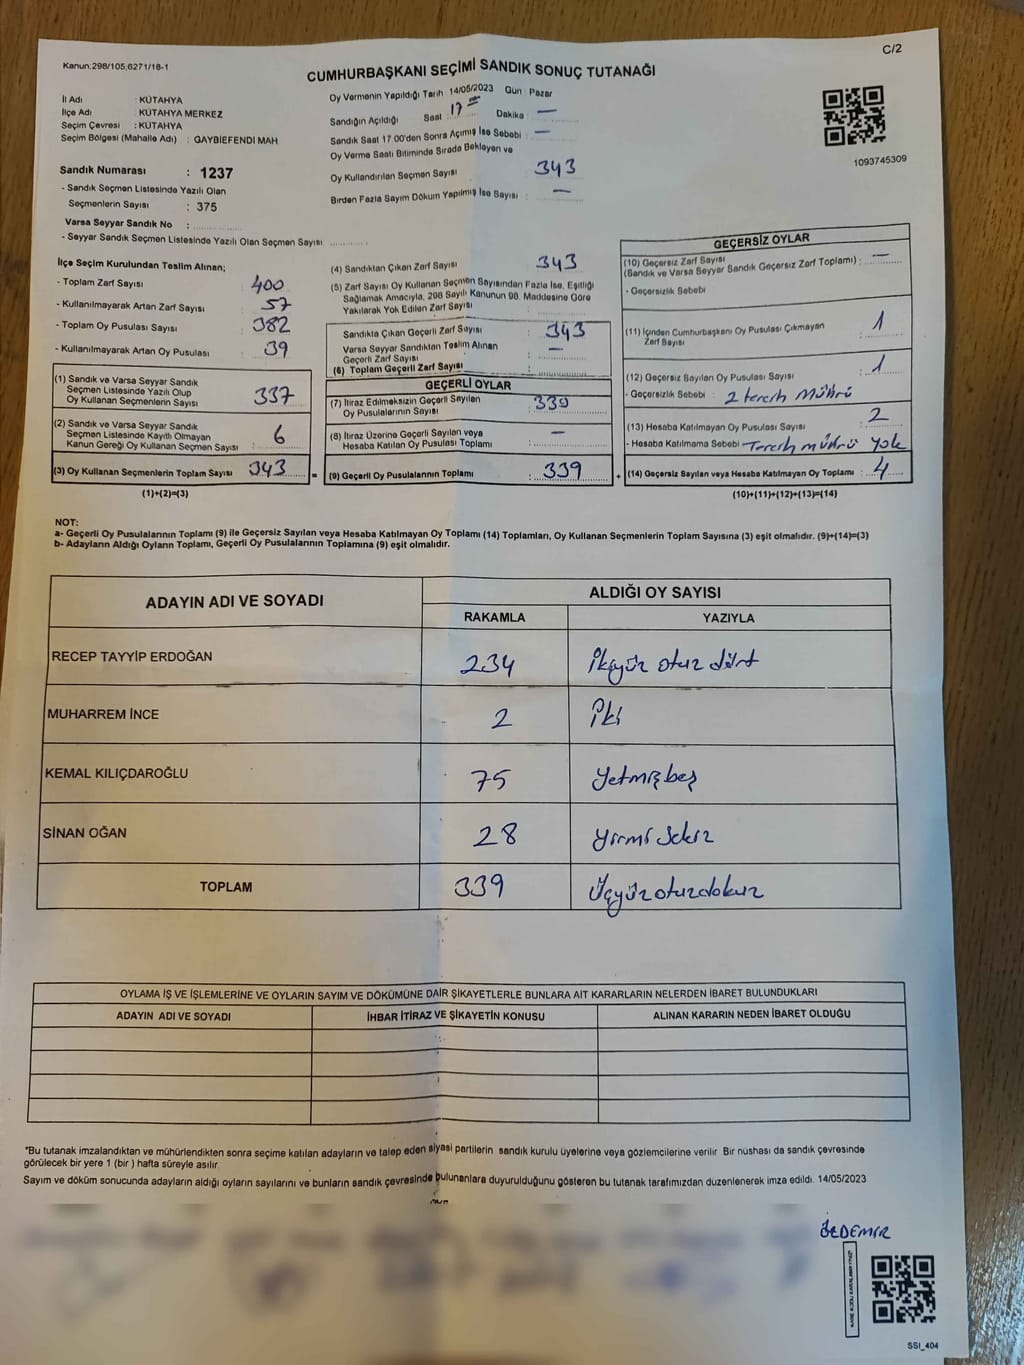 C/2
Kanun:298/105,6271/18-1
CUMHURBAŞKANI SEÇİMİ SANDIK SONUÇ TUTANAĞI
İl Adı : KÜTAHYA
İlçe Adı : KÜTAHYA MERKEZ
Seçim Çevresi : KÜTAHYA
Seçim Bölgesi (Mahalle Adı) : GAYBİEFENDİ MAH
Sandık Numarası : 1237
- Sandık Seçmen Listesinde Yazılı Olan
Seçmenlerin Sayısı : 375
Varsa Seyyar Sandık No :
- Seyyar Sandık Seçmen Listesinde Yazılı Olan Seçmen Sayısı:
Oy Vermenin Yapıldığı Tarih 14/05/2023 Gün : Pazar
Sandığın Açıldığı Saat : 17 Dakika : —
Sandık Saat 17.00'den Sonra Açımış İse Sebebi : —
Oy Verme Saati Bitiminde Sırada Bekleyen ve
Oy Kullandırılan Seçmen Sayısı 343
Birden Fazla Sayım Döküm Yapılmış İse Sayısı : —
1093745309
İlçe Seçim Kurulundan Teslim Alınan;
- Toplam Zarf Sayısı : 400
- Kullanılmayarak Artan Zarf Sayısı : 57
- Toplam Oy Pusulası Sayısı : 382
- Kullanılmayarak Artan Oy Pusulası : 39
(1) Sandık ve Varsa Seyyar Sandık
Seçmen Listesinde Yazılı Olup
Oy Kullanan Seçmenlerin Sayısı : 337
(2) Sandık ve Varsa Seyyar Sandık
Seçmen Listesinde Kayıtlı Olmayan
Kanun Gereği Oy Kullanan Seçmen Sayısı : 6
(3) Oy Kullanan Seçmenlerin Toplam Sayısı : 343 =
(1)+(2)=(3)
(4) Sandıktan Çıkan Zarf Sayısı : 343
(5) Zarf Sayısı Oy Kullanan Seçmen Sayısından Fazla İse, Eşitliği
Sağlamak Amacıyla, 298 Sayılı Kanunun 98. Maddesine Göre
Yakılarak Yok Edilen Zarf Sayısı :
Sandıkta Çıkan Geçerli Zarf Sayısı : 343
Varsa Seyyar Sandıktan Teslim Alınan
Geçerli Zarf Sayısı : —
(6) Toplam Geçerli Zarf Sayısı :
GEÇERLİ OYLAR
(7) İtiraz Edilmeksizin Geçerli Sayılan
Oy Pusulalarının Sayısı : 339
(8) İtiraz Üzerine Geçerli Sayılan veya
Hesaba Katılan Oy Pusulası Toplamı : —
(9) Geçerli Oy Pusulalarının Toplamı : 339 +
GEÇERSİZ OYLAR
(10) Geçersiz Zarf Sayısı
(Sandık ve Varsa Seyyar Sandık Geçersiz Zarf Toplamı) : —
- Geçersizlik Sebebi
(11) İçinden Cumhurbaşkanı Oy Pusulası Çıkmayan
Zarf Sayısı : 1
(12) Geçersiz Sayılan Oy Pusulası Sayısı : 1
- Geçersizlik Sebebi : 2 tercih Mührü
(13) Hesaba Katılmayan Oy Pusulası Sayısı : 2
- Hesaba Katılmama Sebebi Tercih mührü yok
(14) Geçersiz Sayılan veya Hesaba Katılmayan Oy Toplamı : 4
(10)+(11)+(12)+(13)=(14)
NOT:
a- Geçerli Oy Pusulalarının Toplamı (9) ile Geçersiz Sayılan veya Hesaba Katılmayan Oy Toplamı (14) Toplamları, Oy Kullanan Seçmenlerin Toplam Sayısına (3) eşit olmalıdır. (9)+(14)=(3)
b- Adayların Aldığı Oyların Toplamı, Geçerli Oy Pusulalarının Toplamına (9) eşit olmalıdır.
ADAYIN ADI VE SOYADI ALDIĞI OY SAYISI
RAKAMLA YAZIYLA
RECEP TAYYİP ERDOĞAN 234 İkiyüz otuz dört
MUHARREM İNCE 2 İki
KEMAL KILIÇDAROĞLU 75 Yetmiş beş
SİNAN OĞAN 28 yirmi sekiz
TOPLAM 339 Üçyüz otuzdokuz
OYLAMA İŞ VE İŞLEMLERİNE VE OYLARIN SAYIM VE DÖKÜMÜNE DAİR ŞİKAYETLERLE BUNLARA AİT KARARLARIN NELERDEN İBARET BULUNDUKLARI
ADAYIN ADI VE SOYADI İHBAR İTİRAZ VE ŞİKAYETİN KONUSU ALINAN KARARIN NEDEN İBARET OLDUĞU
*Bu tutanak imzalandıktan ve mühürlendikten sonra seçime katılan adayların ve talep eden siyasi partilerin sandık kurulu üyelerine veya gözlemcilerine verilir Bir nüshası da sandık çevresinde
görülecek bir yere 1 (bir) hafta süreyle asılır.
Sayım ve döküm sonucunda adayların aldığı oyların sayılarını ve bunların sandık çevresinde bulunanlara duyurulduğunu gösteren bu tutanak tarafımızdan düzenlenerek imza edildi. 14/05/2023
ÖZDEMİR
SSİ_404